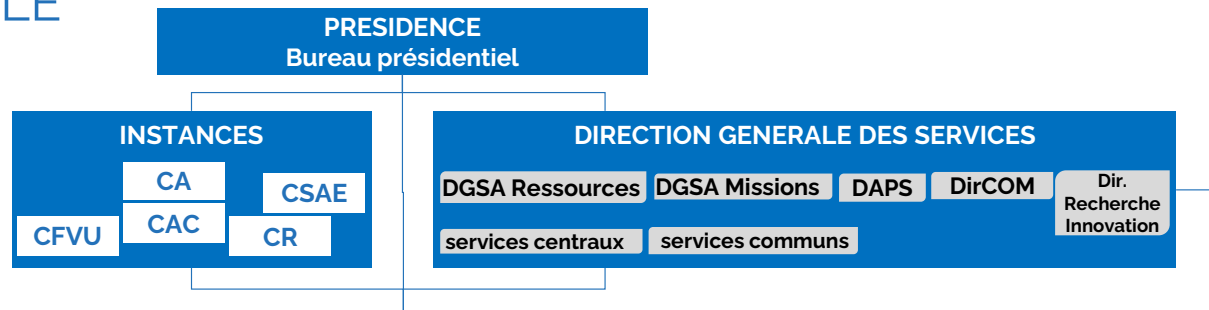 LE
PRESIDENCE
Bureau présidentiel
INSTANCES
CA
CSAE
CAC
CFVU
CR
DIRECTION GENERALE DES SERVICES
DGSA Ressources
DGSA Missions
DAPS
DirCOM
Dir.
Recherche
Innovation
services centraux
services communs